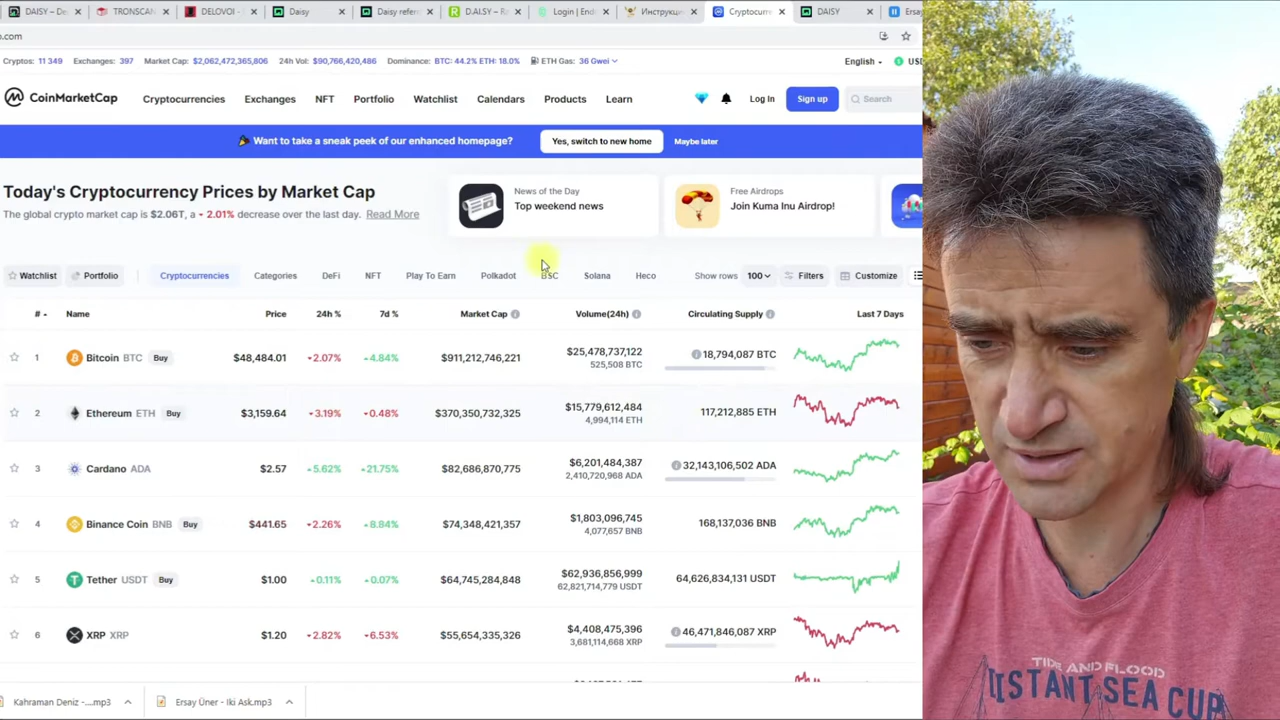 DAISY – De
TRONSCAN
DELOVOI -
Daisy
Daisy refer
D.AI.SY – R
Login | End
Инструкци
Cryptocurr
DAISY
Ersay
o.com
Cryptos: 11 349 Exchanges: 397 Market Cap: $2,062,472,365,806 24h Vol: $90,766,420,486 Dominance: BTC: 44.2% ETH: 18.0% ETH Gas: 36 Gwei English USD
CoinMarketCap Cryptocurrencies Exchanges NFT Portfolio Watchlist Calendars Products Learn Log In Sign up Search
Want to take a sneak peek of our enhanced homepage? Yes, switch to new home Maybe later
Today's Cryptocurrency Prices by Market Cap
The global crypto market cap is $2.06T, a 2.01% decrease over the last day. Read More
News of the Day
Top weekend news
Free Airdrops
Join Kuma Inu Airdrop!
Watchlist Portfolio Cryptocurrencies Categories DeFi NFT Play To Earn Polkadot BSC Solana Heco Show rows 100 Filters Customize
# Name Price 24h % 7d % Market Cap Volume(24h) Circulating Supply Last 7 Days
1 Bitcoin BTC Buy $48,484.01 2.07% 4.84% $911,212,746,221 $25,478,737,122 18,794,087 BTC
525,508 BTC
2 Ethereum ETH Buy $3,159.64 3.19% 0.48% $370,350,732,325 $15,779,612,484 117,212,885 ETH
4,994,114 ETH
3 Cardano ADA $2.57 5.62% 21.75% $82,686,870,775 $6,201,484,387 32,143,106,502 ADA
2,410,720,968 ADA
4 Binance Coin BNB Buy $441.65 2.26% 8.84% $74,348,421,357 $1,803,096,745 168,137,036 BNB
4,077,657 BNB
5 Tether USDT Buy $1.00 0.11% 0.07% $64,745,284,848 $62,936,856,999 64,626,834,131 USDT
62,821,714,779 USDT
6 XRP XRP $1.20 2.82% 6.53% $55,654,335,326 $4,408,475,396 46,471,846,087 XRP
3,681,114,668 XRP
Kahraman Deniz -....mp3
Ersay Üner - Iki Ask.mp3
TIDE AND FLOOD
DISTANT SEA CUP